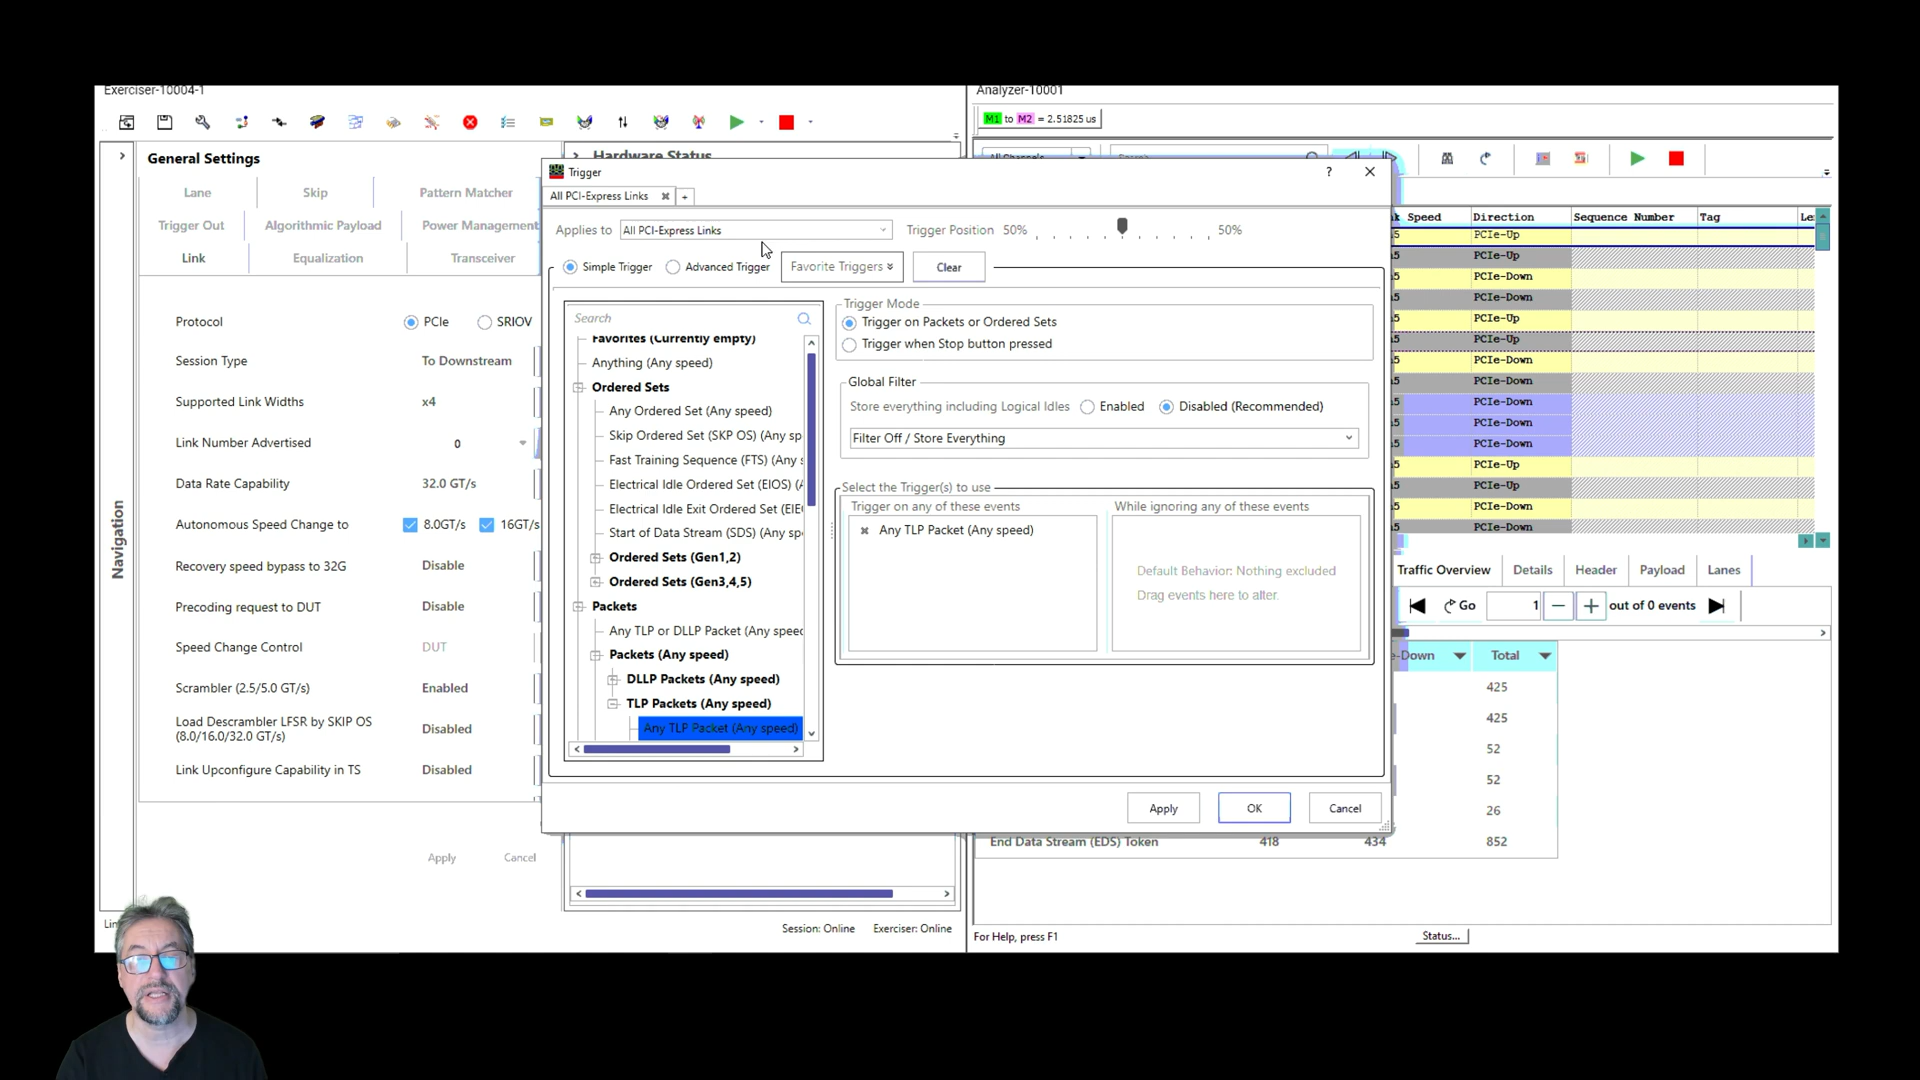 Exerciser-10004-1
General Settings
Lane
Skip
Pattern Matcher
Trigger Out
Algorithmic Payload
Power Management
Link
Equalization
Transceiver
Protocol
PCIe
SRIOV
Session Type
To Downstream
Supported Link Widths
x4
Link Number Advertised
0
Data Rate Capability
32.0 GT/s
Autonomous Speed Change to
8.0GT/s
16GT/s
Recovery speed bypass to 32G
Disable
Precoding request to DUT
Disable
Speed Change Control
DUT
Scrambler (2.5/5.0 GT/s)
Enabled
Load Descrambler LFSR by SKIP OS
(8.0/16.0/32.0 GT/s)
Disabled
Link Upconfigure Capability in TS
Disabled
Apply
Cancel
Navigation
Hardware Status
Session: Online
Exerciser: Online
Trigger
?
All PCI-Express Links
+
Applies to
All PCI-Express Links
Trigger Position
50%
50%
Simple Trigger
Advanced Trigger
Favorite Triggers
Clear
Search
Favorites (Currently empty)
Anything (Any speed)
Ordered Sets
Any Ordered Set (Any speed)
Skip Ordered Set (SKP OS) (Any sp
Fast Training Sequence (FTS) (Any s
Electrical Idle Ordered Set (EIOS) (A
Electrical Idle Exit Ordered Set (EIE
Start of Data Stream (SDS) (Any sp
Ordered Sets (Gen1,2)
Ordered Sets (Gen3,4,5)
Packets
Any TLP or DLLP Packet (Any speed
Packets (Any speed)
DLLP Packets (Any speed)
TLP Packets (Any speed)
Any TLP Packet (Any speed)
Trigger Mode
Trigger on Packets or Ordered Sets
Trigger when Stop button pressed
Global Filter
Store everything including Logical Idles
Enabled
Disabled (Recommended)
Filter Off / Store Everything
Select the Trigger(s) to use
Trigger on any of these events
Any TLP Packet (Any speed)
While ignoring any of these events
Default Behavior: Nothing excluded
Drag events here to alter.
Apply
OK
Cancel
Analyzer-10001
M1 to M2 = 2.51825 us
k Speed
Direction
Sequence Number
Tag
Le
PCIe-Up
PCIe-Up
PCIe-Down
PCIe-Down
PCIe-Up
PCIe-Up
PCIe-Down
PCIe-Down
PCIe-Down
PCIe-Down
PCIe-Down
PCIe-Up
PCIe-Up
PCIe-Down
PCIe-Down
Traffic Overview
Details
Header
Payload
Lanes
Go
1
out of 0 events
e-Down
Total
425
425
52
52
26
End Data Stream (EDS) Token
418
434
852
For Help, press F1
Status...